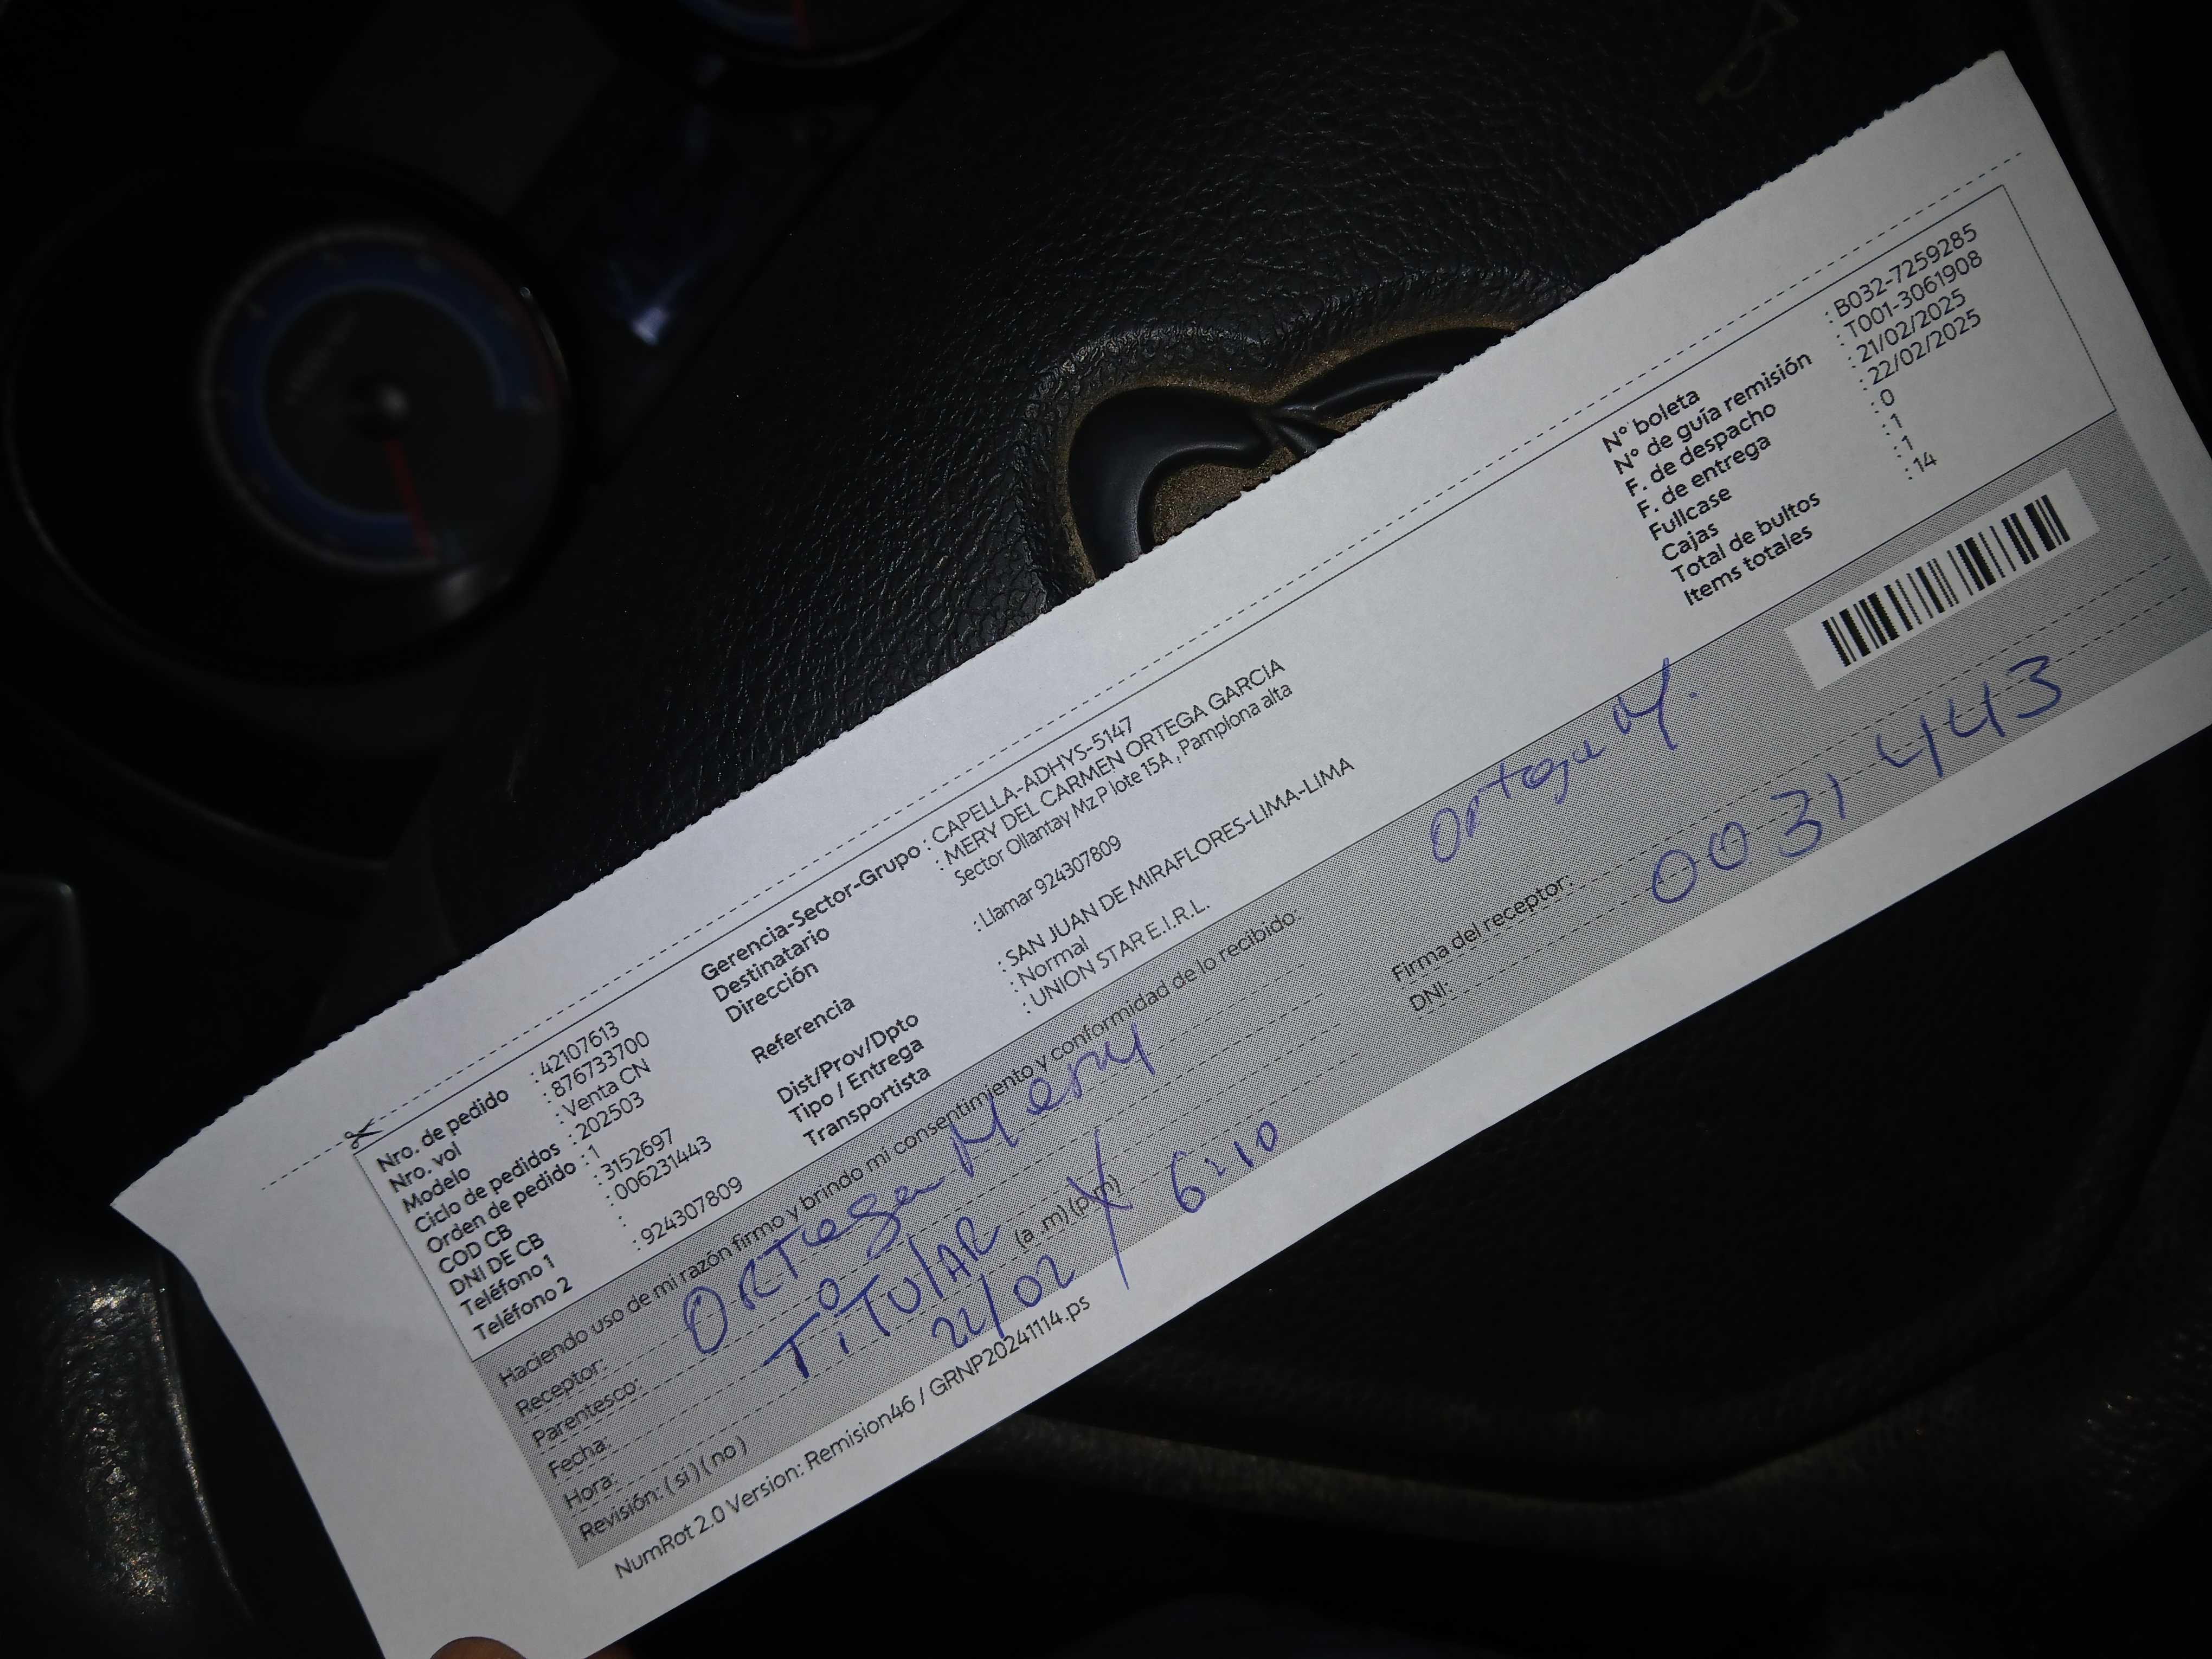 Nro. de pedido : 42107613
Nro. vol : 876733700
Modelo : Venta CN
Ciclo de pedidos : 202503
Orden de pedido : 1
COD CB : 3152697
DNI DE CB : 006231443
Teléfono 1 :
Teléfono 2 : 924307809
Gerencia-Sector-Grupo : CAPELLA-ADHYS-5147
Destinatario : MERY DEL CARMEN ORTEGA GARCIA
Dirección Sector Ollantay Mz P lote 15A , Pamplona alta
Referencia : Llamar 924307809
Dist/Prov/Dpto : SAN JUAN DE MIRAFLORES-LIMA-LIMA
Tipo / Entrega : Normal
Transportista : UNION STAR E.I.R.L.
N° boleta : B032-7259285
N° de guía remisión : T001-3061908
F. de despacho : 21/02/2025
F. de entrega : 22/02/2025
Fullcase : 0
Cajas : 1
Total de bultos : 1
Items totales : 14
Haciendo uso de mi razón firmo y brindo mi consentimiento y conformidad de lo recibido:
Receptor: ORTega Mery
Parentesco: TiTUlAR
Fecha: 22/02
Hora: (a .m) (p.m) 6:10
Revisión: ( sí ) ( no )
Ortega M.
Firma del receptor:
DNI: 0031443
NumRot 2.0 Version: Remision46 / GRNP20241114.ps